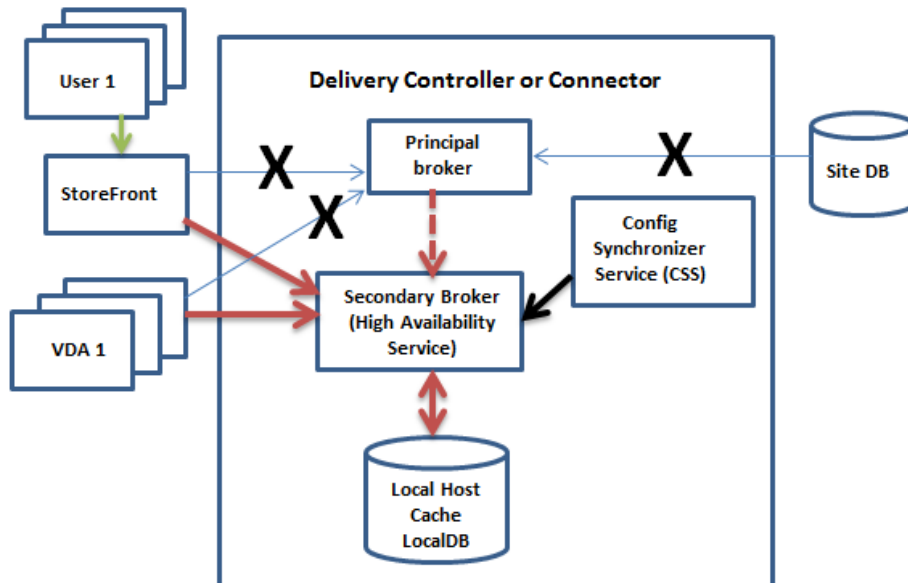 User 1
Delivery Controller or Connector
Principal
broker
X
X
X
Site DB
StoreFront
Config
Synchronizer
Service (CSS)
Secondary Broker
(High Availability
Service)
VDA 1
Local Host
Cache
LocalDB